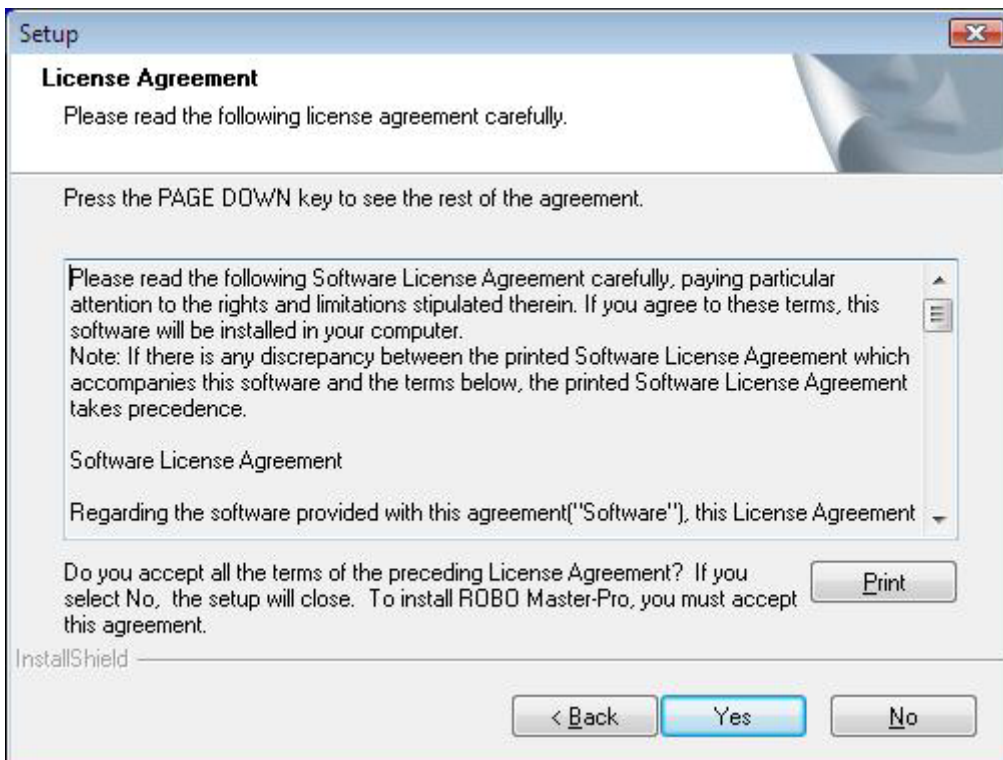 Setup
License Agreement
Please read the following license agreement carefully.
Press the PAGE DOWN key to see the rest of the agreement.
Please read the following Software License Agreement carefully, paying particular
attention to the rights and limitations stipulated therein. If you agree to these terms, this
software will be installed in your computer.
Note: If there is any discrepancy between the printed Software License Agreement which
accompanies this software and the terms below, the printed Software License Agreement
takes precedence.
Software License Agreement
Regarding the software provided with this agreement("Software"), this License Agreement
Do you accept all the terms of the preceding License Agreement? If you
select No, the setup will close. To install ROBO Master-Pro, you must accept
this agreement.
Print
InstallShield
< Back
Yes
No